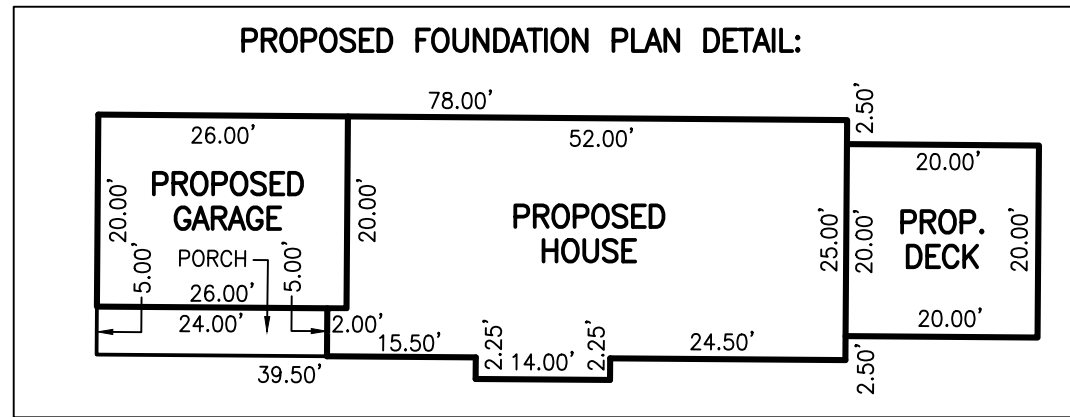 PROPOSED FOUNDATION PLAN DETAIL:
78.00'
2.50'
26.00'
52.00'
20.00'
PROPOSED
GARAGE
20.00'
20.00'
PROPOSED
HOUSE
25.00'
20.00'
PROP.
DECK
20.00'
PORCH
5.00'
5.00'
26.00'
24.00'
2.00'
15.50'
2.25'
14.00'
2.25'
24.50'
20.00'
2.50'
39.50'